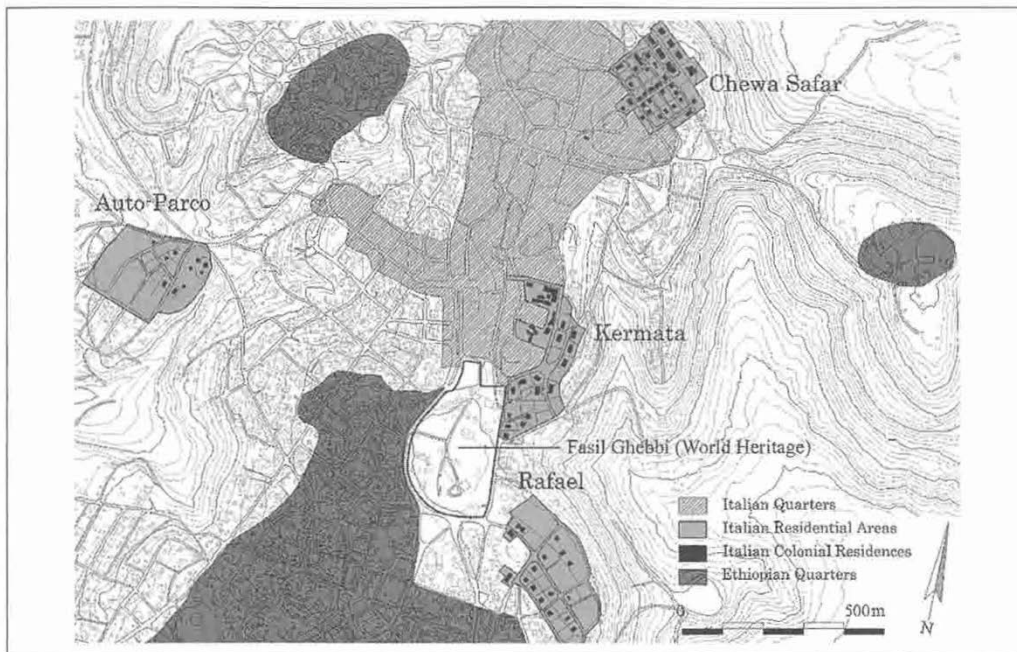 Chewa Safar
Auto-Parco
Kermata
Fasil Ghebbi (World Heritage)
Rafael
Italian Quarters
Italian Residential Areas
Italian Colonial Residences
Ethiopian Quarters
0 500m
N